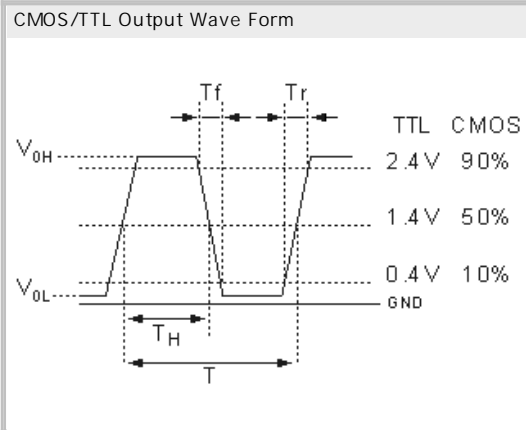 CMOS/TTL Output Wave Form
Tf Tr
TTL CMOS
V0H 2.4V 90%
1.4V 50%
0.4V 10%
V0L GND
TH
T